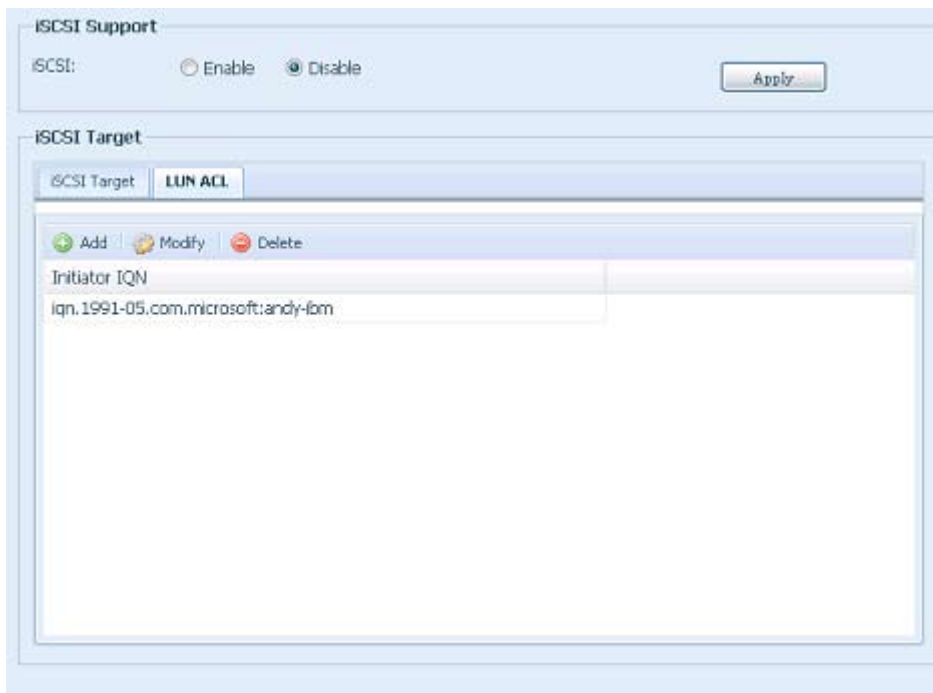 iSCSI Support
iSCSI: Enable Disable Apply
iSCSI Target
iSCSI Target LUN ACL
Add Modify Delete
Initiator IQN
iqn.1991-05.com.microsoft:andy-ibm